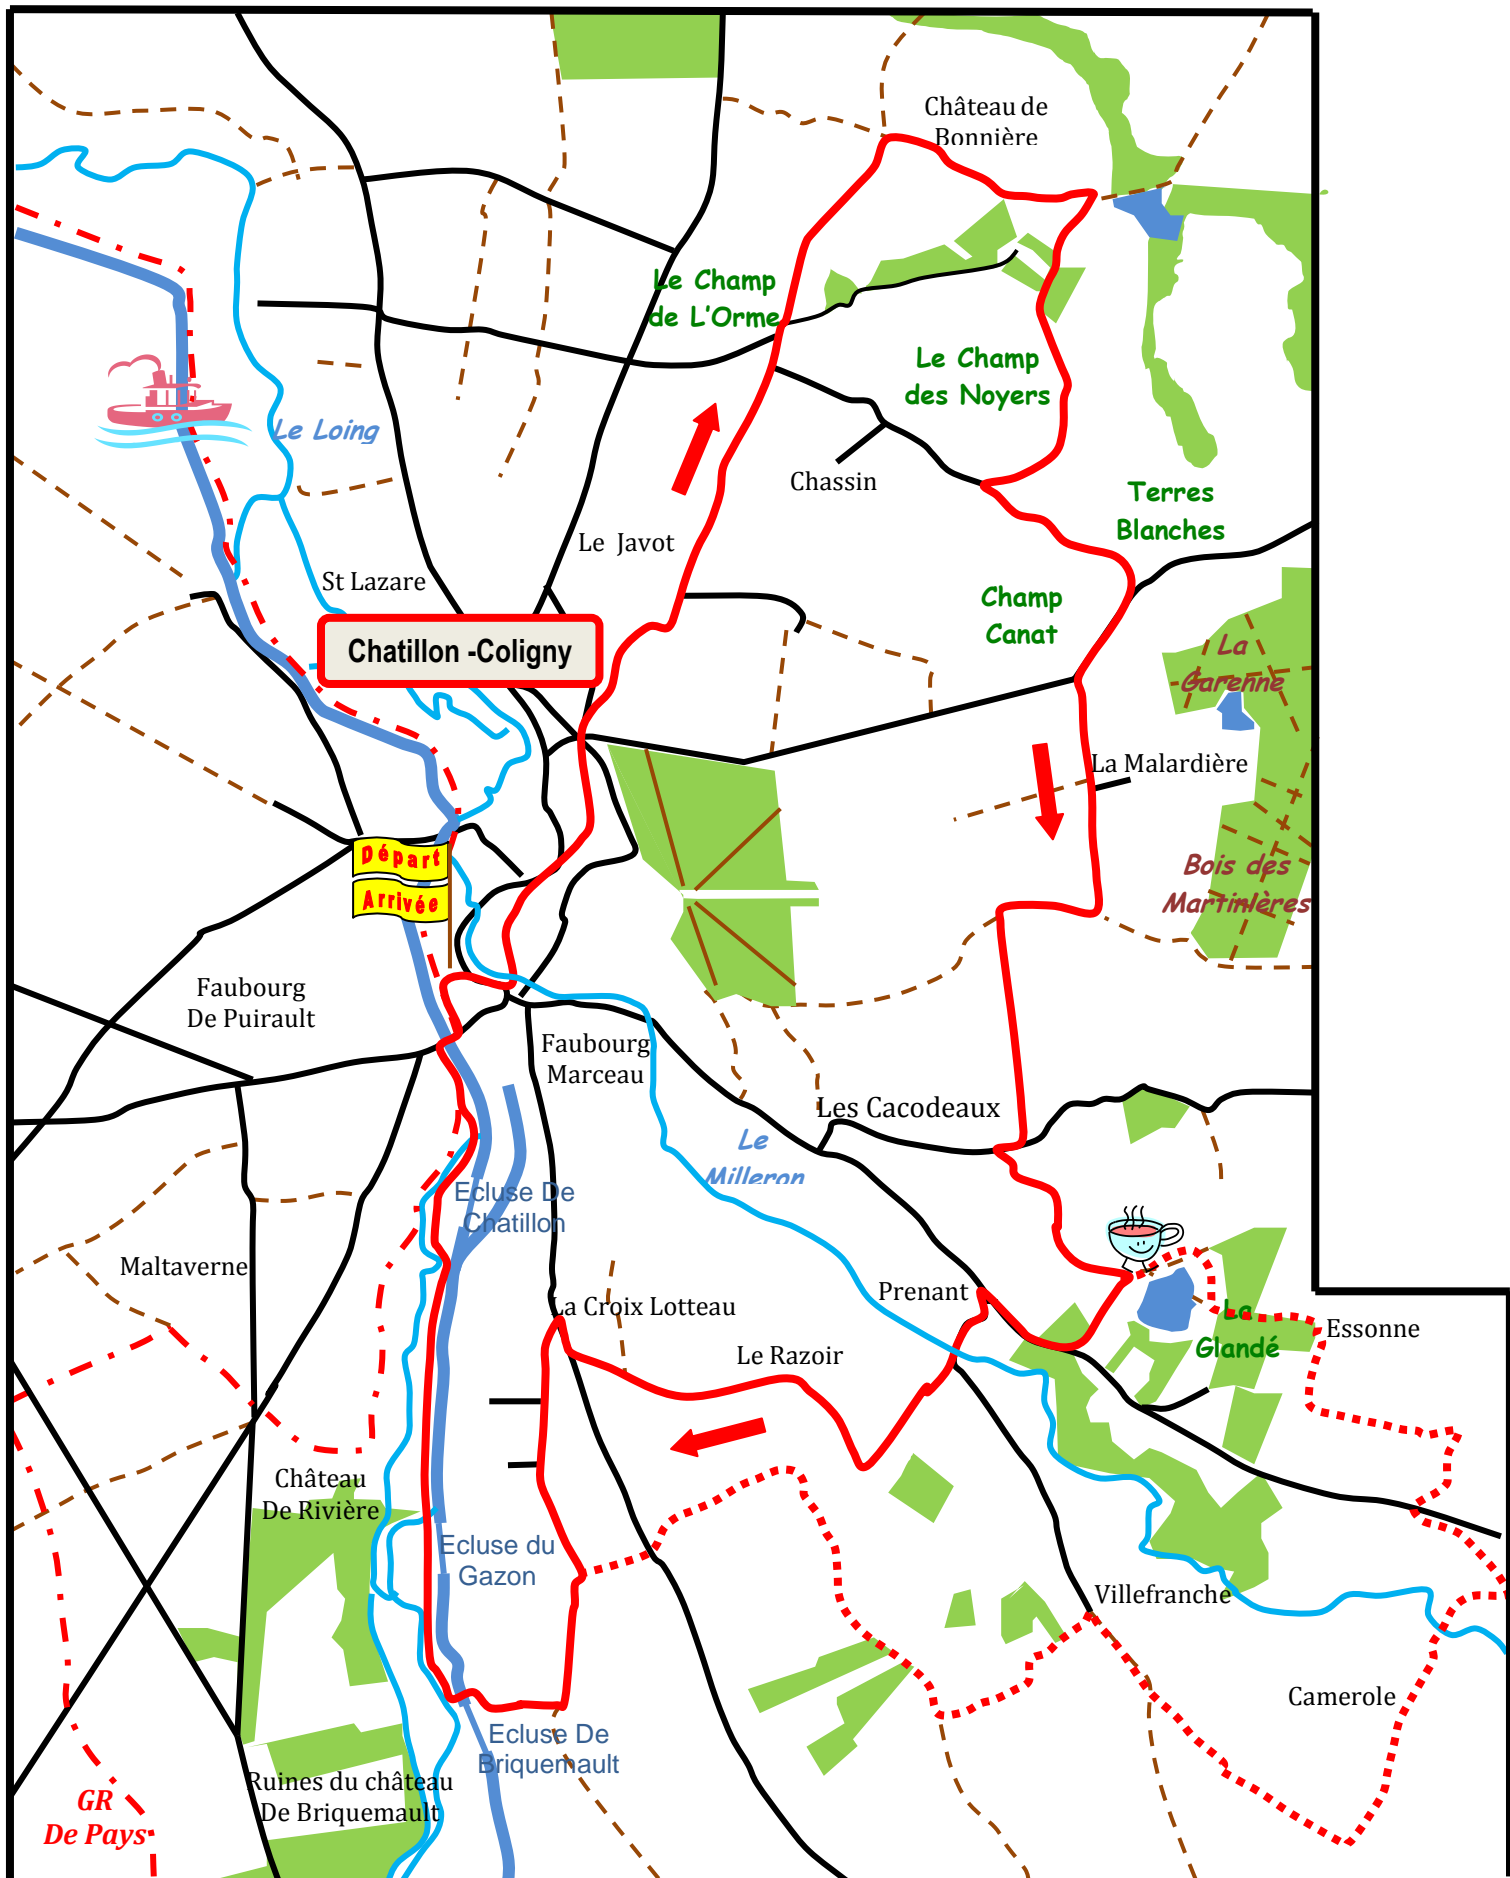 Château de
Bonnière
Le Champ
de L'Orme
Le Champ
des Noyers
Le Loing
Chassin
Terres
Blanches
Le Javot
St Lazare
Champ
Canat
Chatillon -Coligny
La
Garenne
La Malardière
Départ
Arrivée
Bois des
Martinières
Faubourg
De Puirault
Faubourg
Marceau
Les Cacodeaux
Le
Milleron
Ecluse De
Chatillon
Maltaverne
Prenant
La Croix Lotteau
La
Glandé
Essonne
Le Razoir
Château
De Rivière
Ecluse du
Gazon
Villefranche
Camerole
Ecluse De
Briquemault
Ruines du château
De Briquemault
GR
De Pays